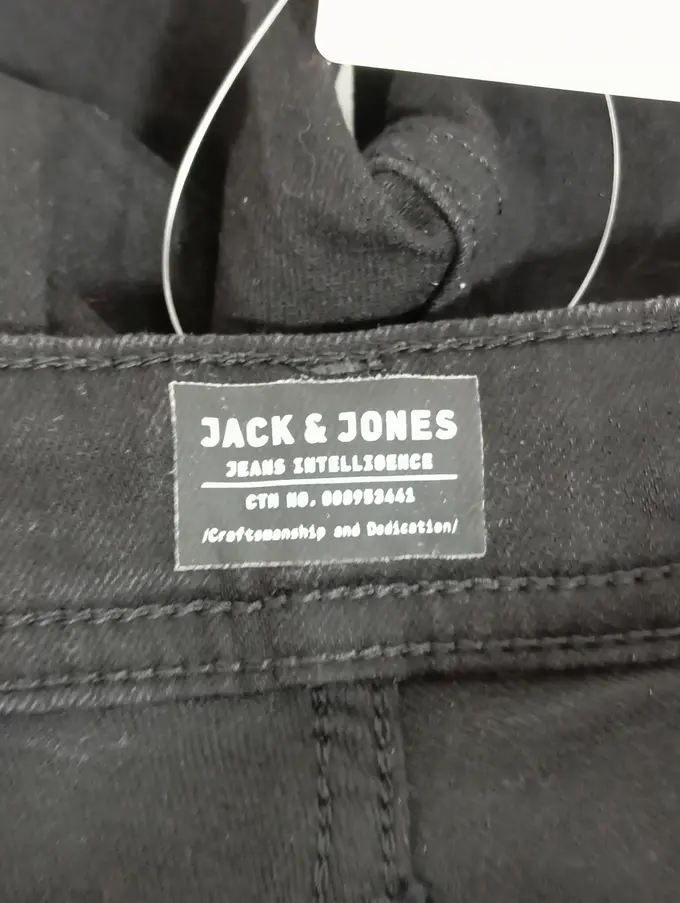 JACK & JONES
JEANS INTELLIGENCE
CTN NO. 000953441
/Craftsmanship and Dedication/